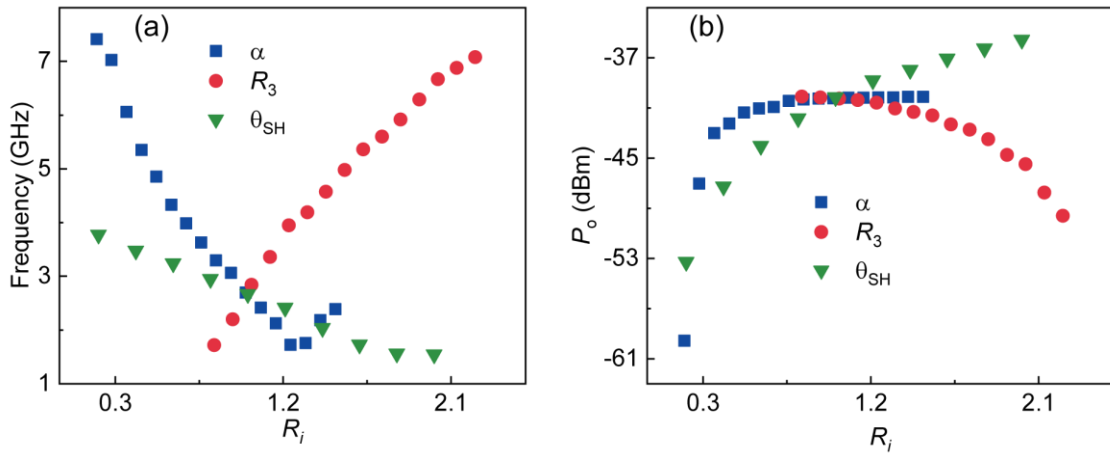 (a)
α
R3
θSH
7
5
3
1
Frequency (GHz)
0.3 1.2 2.1
Ri
(b)
α
R3
θSH
-37
-45
-53
-61
Po (dBm)
0.3 1.2 2.1
Ri